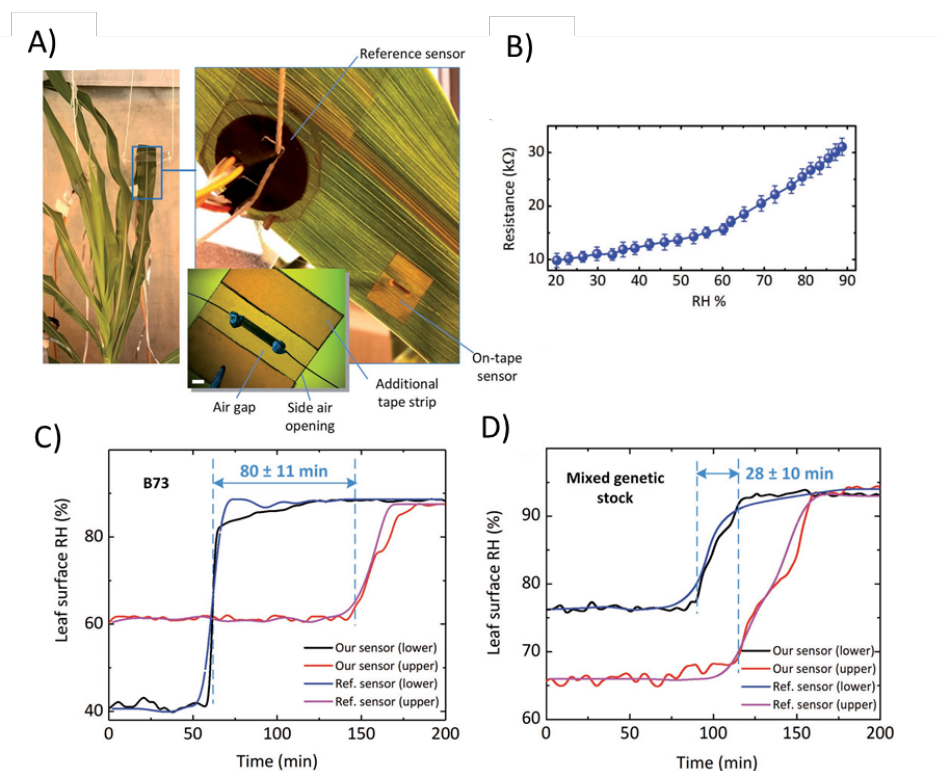 A)
Reference sensor
On-tape
sensor
Additional
tape strip
Air gap
Side air
opening
B)
Resistance (kΩ)
30
20
10
20 30 40 50 60 70 80 90
RH %
C)
B73
80 ± 11 min
Leaf surface RH (%)
80
60
40
Our sensor (lower)
Our sensor (upper)
Ref. sensor (lower)
Ref. sensor (upper)
0 50 100 150 200
Time (min)
D)
Mixed genetic
stock
28 ± 10 min
Leaf surface RH (%)
90
80
70
60
Our sensor (lower)
Our sensor (upper)
Ref. sensor (lower)
Ref. sensor (upper)
0 50 100 150 200
Time (min)